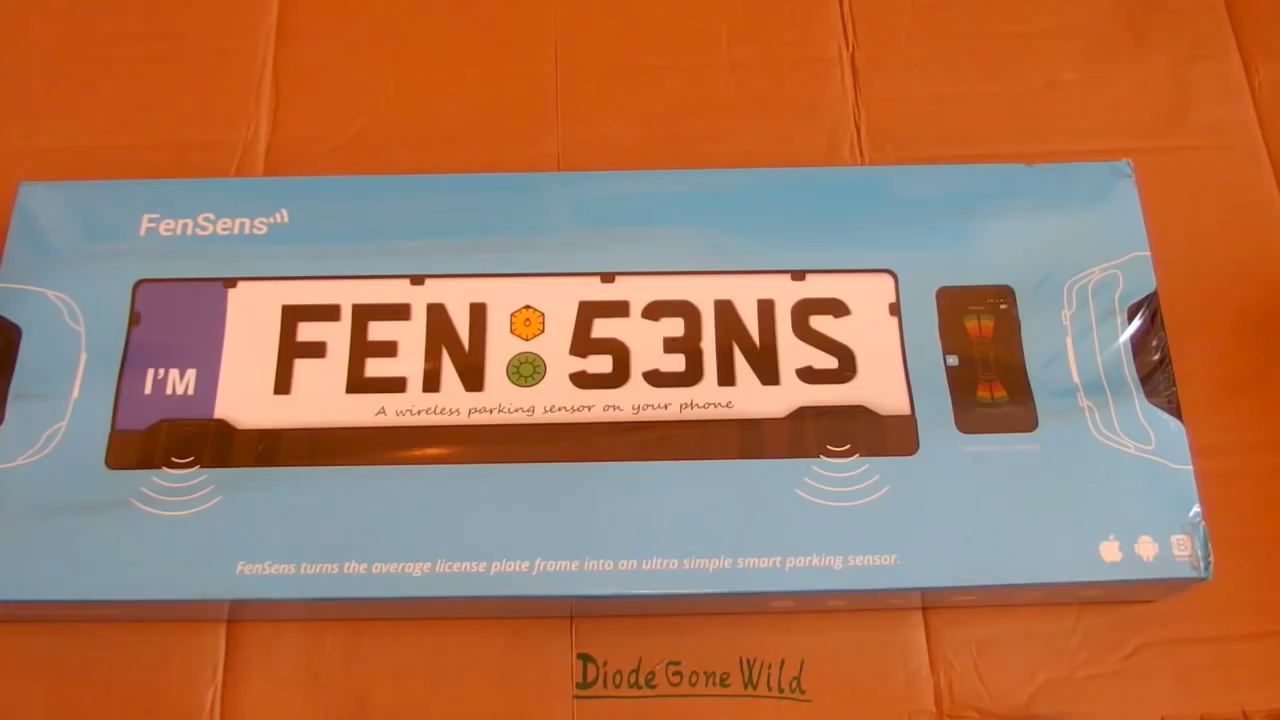 FenSens
I'M
FEN 53NS
A wireless parking sensor on your phone
FenSens turns the average license plate frame into an ultra simple smart parking sensor.
B
DiodeGoneWild